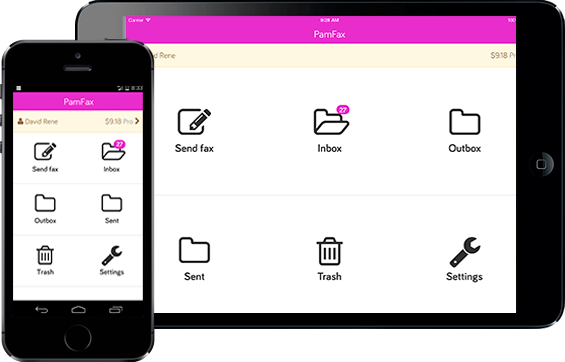 8:33
PamFax
David Rene
$9.18 Pro
27
Send fax
Inbox
Outbox
Sent
Trash
Settings
Carrier
9:28 AM
100%
PamFax
d Rene
$9.18 Pr
27
Send fax
Inbox
Outbox
Sent
Trash
Settings